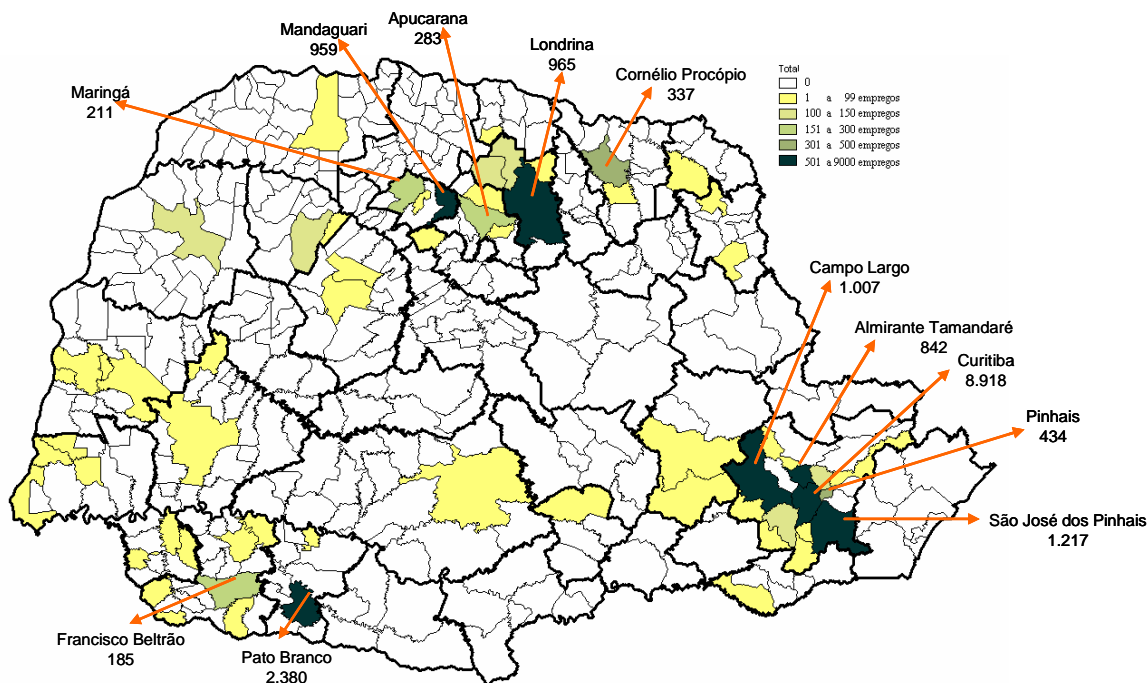 Apucarana
283
Mandaguari
959
Londrina
965
Cornélio Procópio
337
Maringá
211
Total
0
1 a 99 empregos
100 a 150 empregos
151 a 300 empregos
301 a 500 empregos
501 a 9000 empregos
Campo Largo
1.007
Almirante Tamandaré
842
Curitiba
8.918
Pinhais
434
São José dos Pinhais
1.217
Francisco Beltrão
185
Pato Branco
2.380